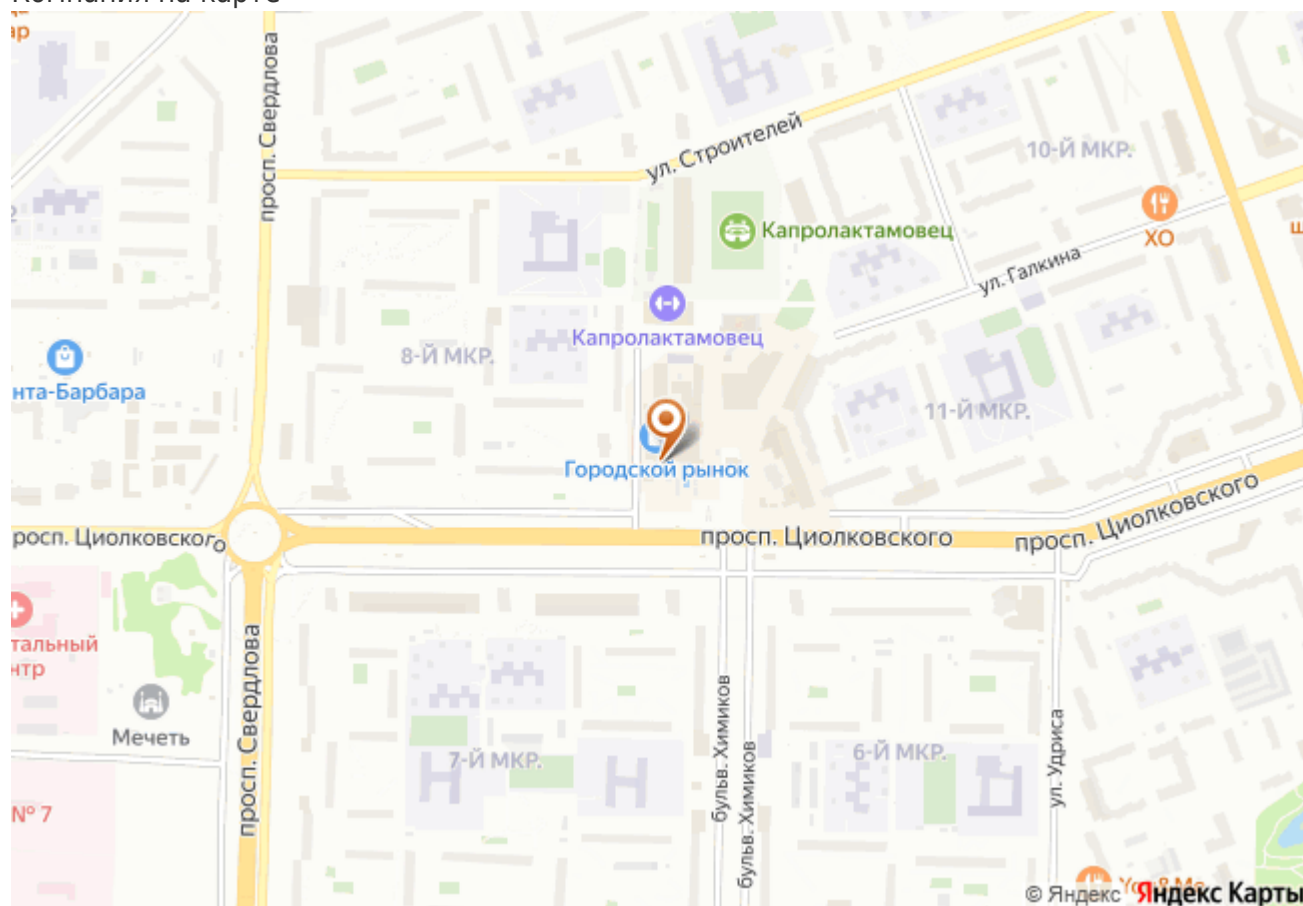 просп. Свердлова
ул. Строителей
10-Й МКР.
Капролактамовец
ХО
ул. Галкина
Капролактамовец
8-Й МКР.
нта-Барбара
11-Й МКР.
Городской рынок
росп. Циолковского
просп. Циолковского
просп. Циолковского
тальный
нтр
Мечеть
просп. Свердлова
7-Й МКР.
бульв. Химиков
бульв. Химиков
6-Й МКР.
ул. Удриса
№ 7
© Яндекс Яндекс Карты